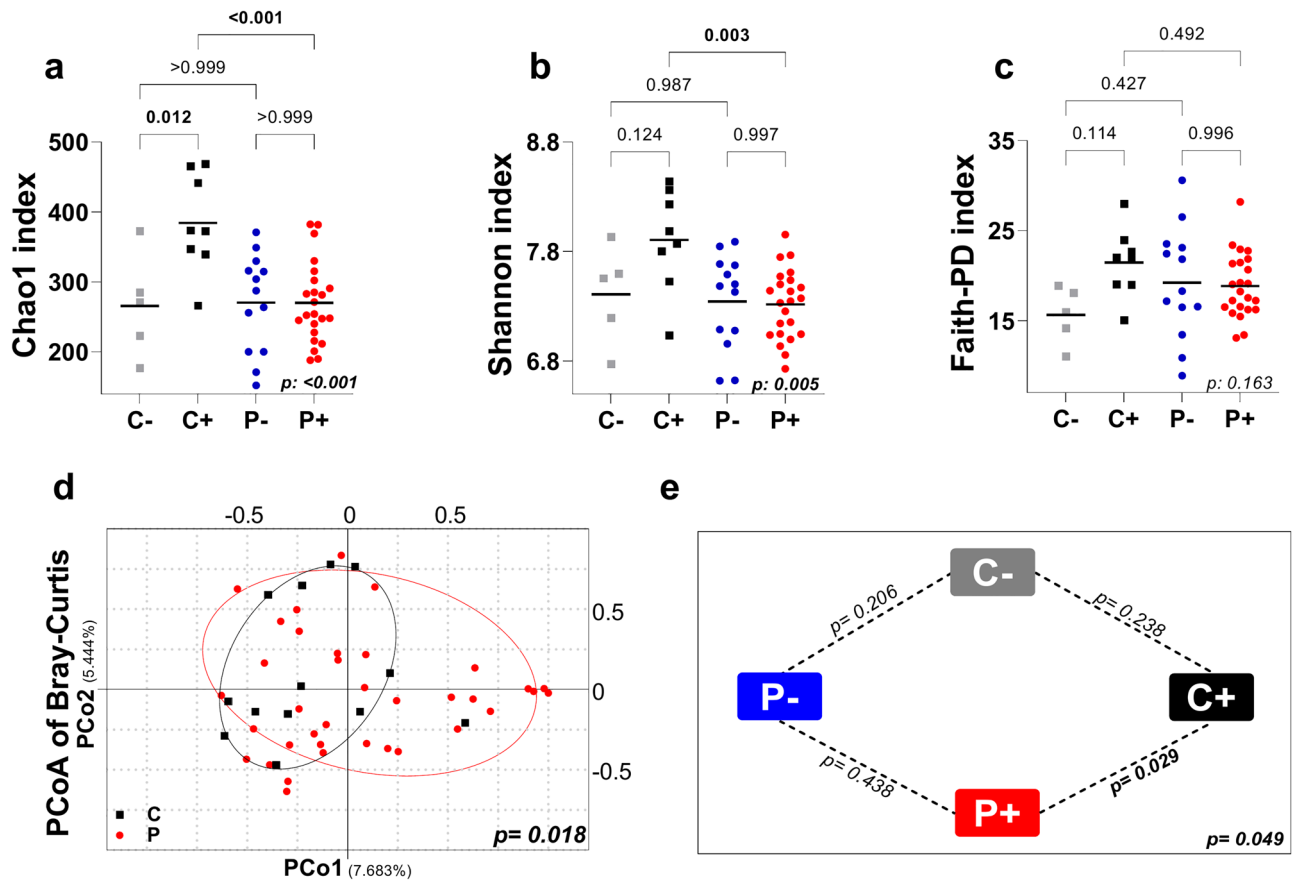 a
<0.001
>0.999
0.012
>0.999
Chao1 index
500
400
300
200
p: <0.001
C- C+ P- P+
b
0.003
0.987
0.124
0.997
Shannon index
8.8
7.8
6.8
p: 0.005
C- C+ P- P+
c
0.492
0.427
0.114
0.996
Faith-PD index
35
25
15
p: 0.163
C- C+ P- P+
d
-0.5 0 0.5
PCoA of Bray-Curtis
PCo2 (5.444%)
0.5
0
-0.5
C
P
p= 0.018
PCo1 (7.683%)
e
C-
p= 0.206
p= 0.238
P-
C+
p= 0.438
p= 0.029
P+
p= 0.049